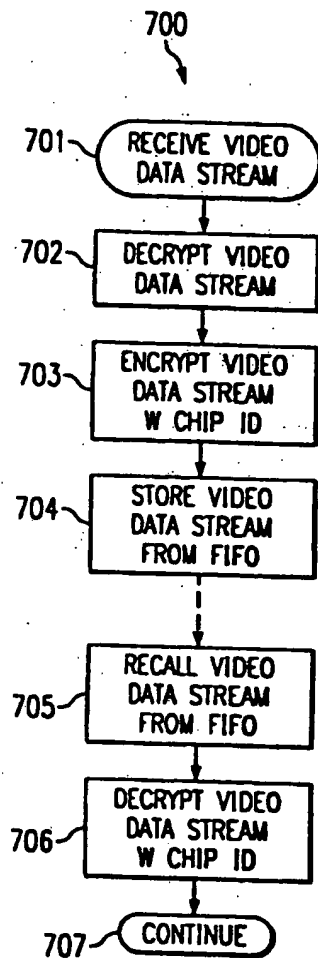 700
701
RECEIVE VIDEO
DATA STREAM
702
DECRYPT VIDEO
DATA STREAM
703
ENCRYPT VIDEO
DATA STREAM
W CHIP ID
704
STORE VIDEO
DATA STREAM
FROM FIFO
705
RECALL VIDEO
DATA STREAM
FROM FIFO
706
DECRYPT VIDEO
DATA STREAM
W CHIP ID
707
CONTINUE